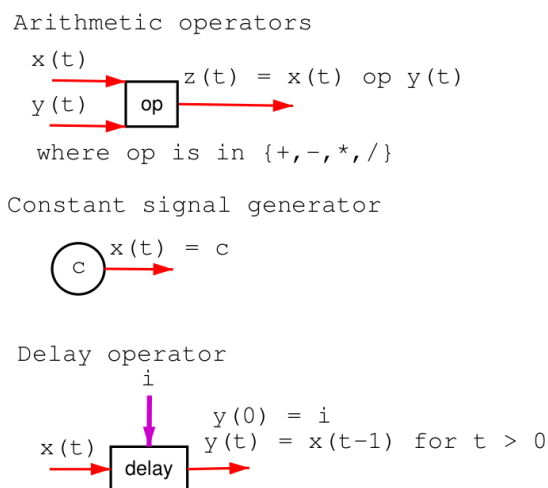 Arithmetic operators
x(t)
z(t) = x(t) op y(t)
y(t)
op
where op is in {+,-,*,/}
Constant signal generator
x(t) = c
c
Delay operator
i
y(0) = i
x(t)
y(t) = x(t-1) for t > 0
delay